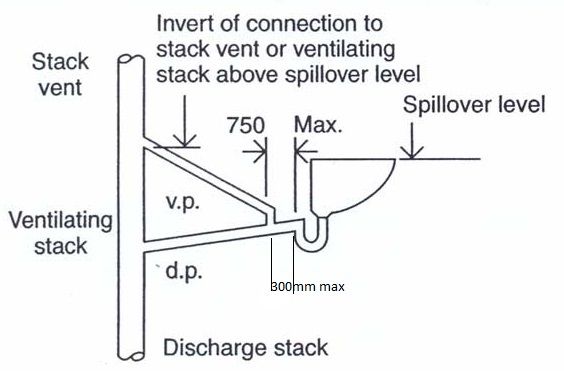 Invert of connection to
stack vent or ventilating
stack above spillover level
Stack
vent
Spillover level
750 Max.
v.p.
Ventilating
stack
d.p.
300mm max
Discharge stack